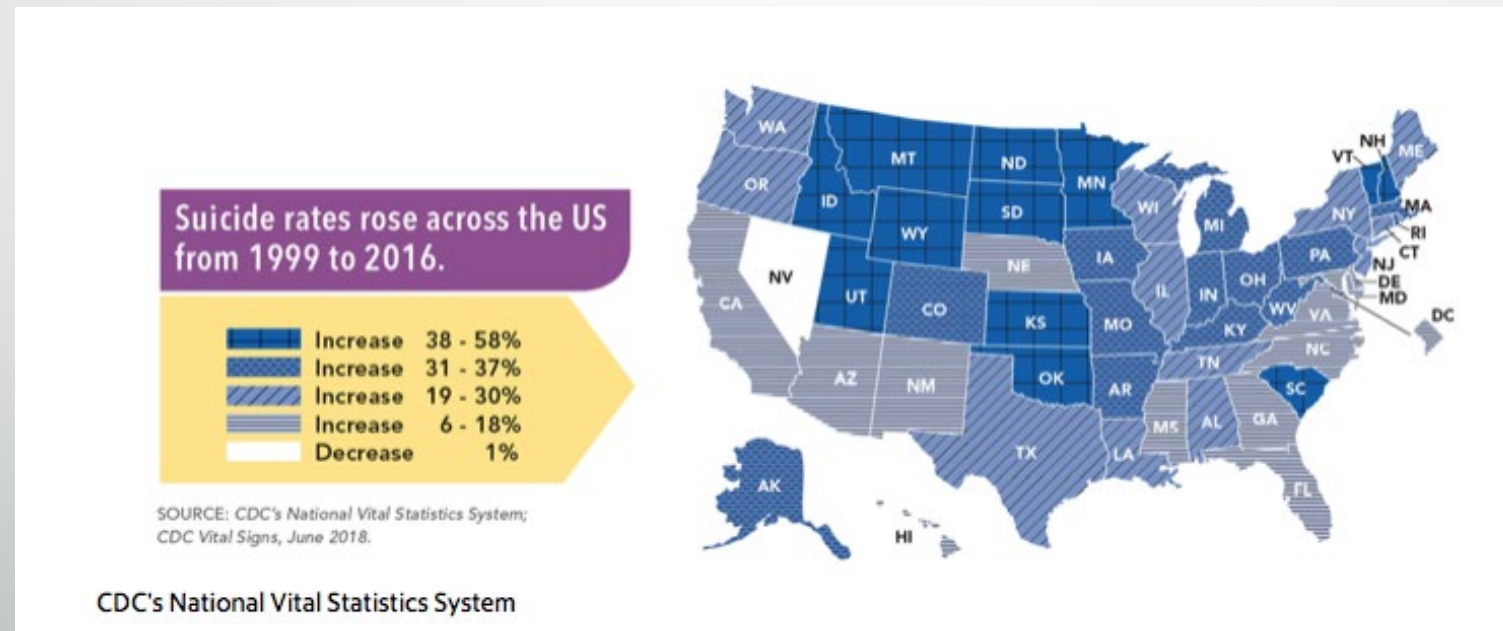 Suicide rates rose across the US
from 1999 to 2016.
Increase 38 - 58%
Increase 31 - 37%
Increase 19 - 30%
Increase 6 - 18%
Decrease 1%
SOURCE: CDC's National Vital Statistics System;
CDC Vital Signs, June 2018.
WA
OR
CA
NV
ID
MT
WY
UT
AZ
CO
NM
ND
SD
NE
KS
OK
TX
MN
IA
MO
AR
LA
WI
IL
MI
IN
OH
KY
TN
MS
AL
GA
FL
SC
NC
VA
WV
PA
NY
VT
NH
ME
MA
RI
CT
NJ
DE
MD
DC
AK
HI
CDC's National Vital Statistics System